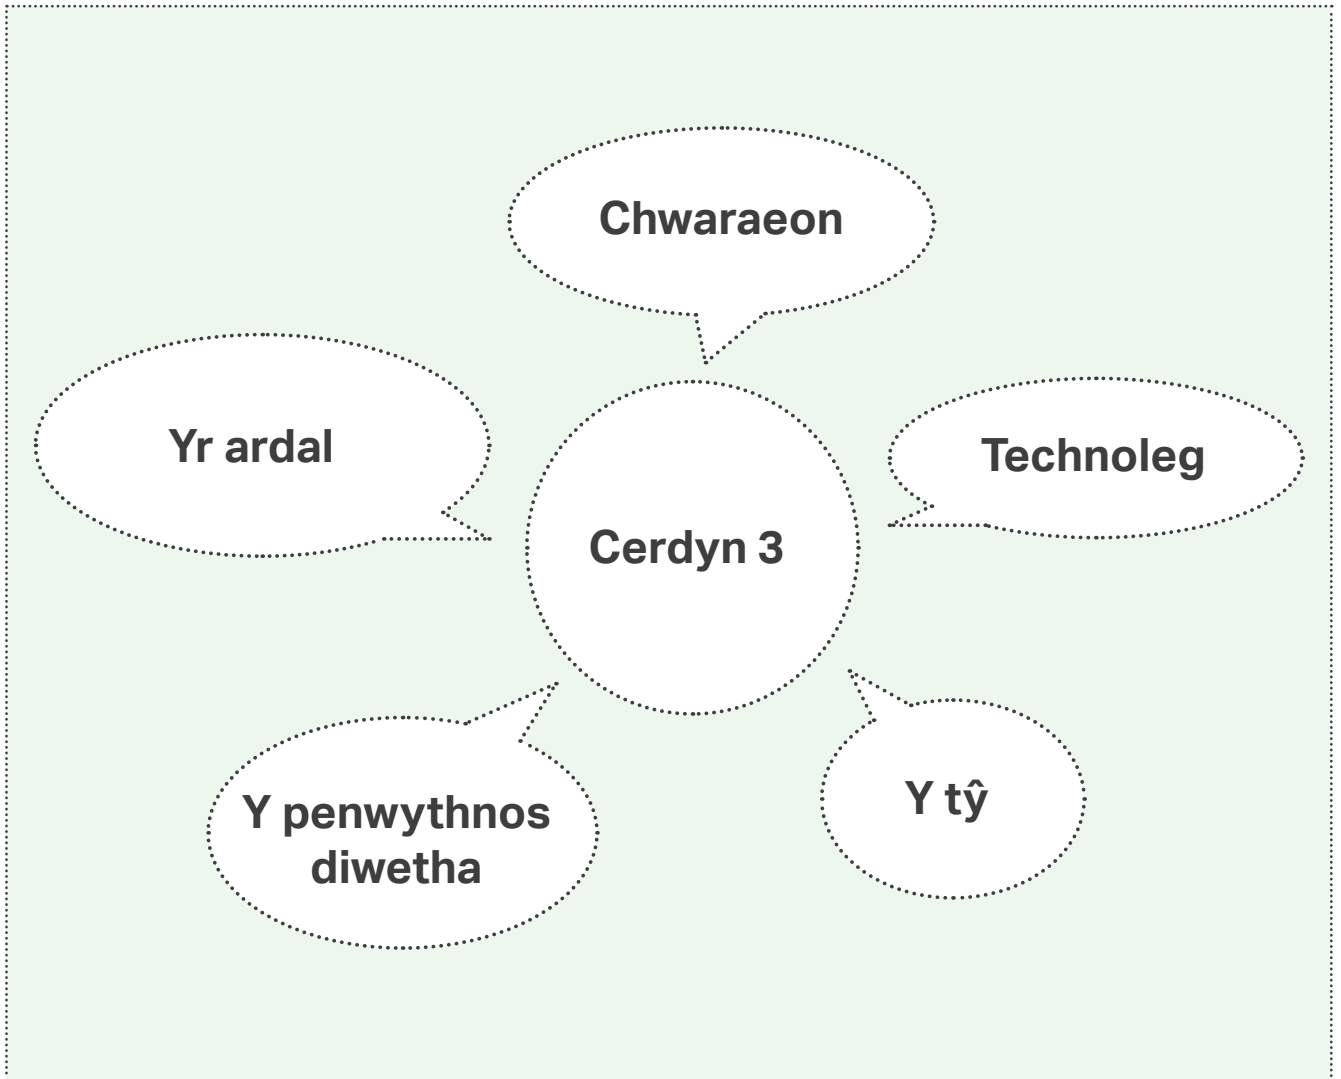 Chwaraeon
Yr ardal
Technoleg
Cerdyn 3
Y penwythnos
diwetha
Y tŷ